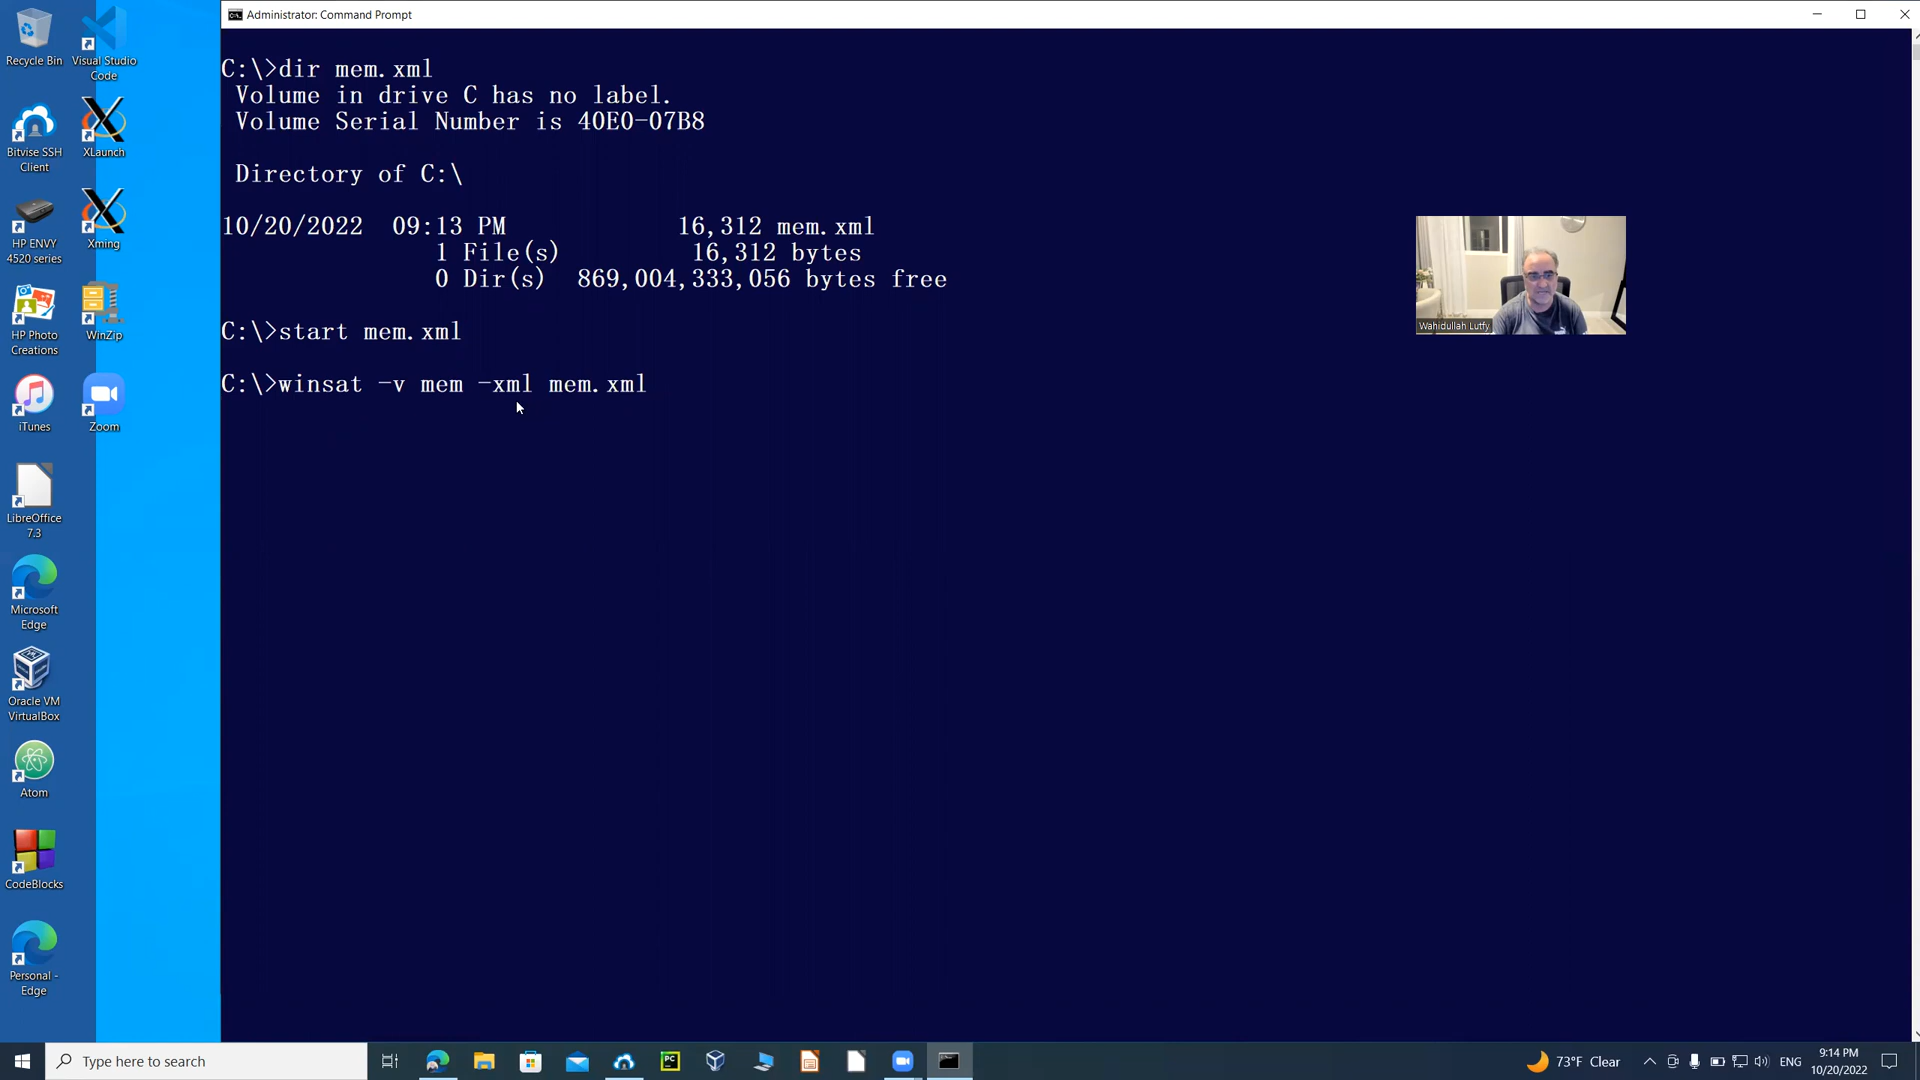 Administrator: Command Prompt
C:\>dir mem.xml
Volume in drive C has no label.
Volume Serial Number is 40E0-07B8
Directory of C:\
10/20/2022 09:13 PM 16,312 mem.xml
1 File(s) 16,312 bytes
0 Dir(s) 869,004,333,056 bytes free
C:\>start mem.xml
C:\>winsat -v mem -xml mem.xml
Wahidullah Lutfy
Recycle Bin
Visual Studio
Code
Bitvise SSH
Client
XLaunch
HP ENVY
4520 series
Xming
HP Photo
Creations
WinZip
iTunes
Zoom
LibreOffice
7.3
Microsoft
Edge
Oracle VM
VirtualBox
Atom
CodeBlocks
Personal -
Edge
Type here to search
PC
73°F Clear
ENG
9:14 PM
10/20/2022